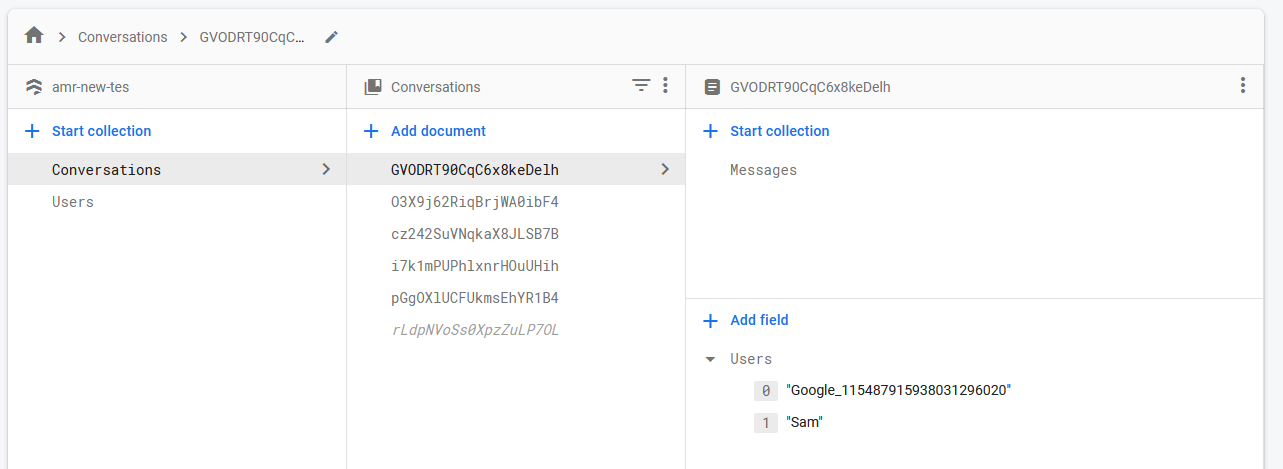 Conversations GVODRT90CqC...
amr-new-tes
Start collection
Conversations
Users
Conversations
Add document
GVODRT90CqC6x8keDelh
O3X9j62RiqBrjWA0ibF4
cz242SuVNqkaX8JLSB7B
i7k1mPUPhlxnrHOuUHih
pGgOXlUCFUkmsEhYR1B4
rLdpNVoSs0XpzZuLP7OL
GVODRT90CqC6x8keDelh
Start collection
Messages
Add field
Users
0 "Google_115487915938031296020"
1 "Sam"